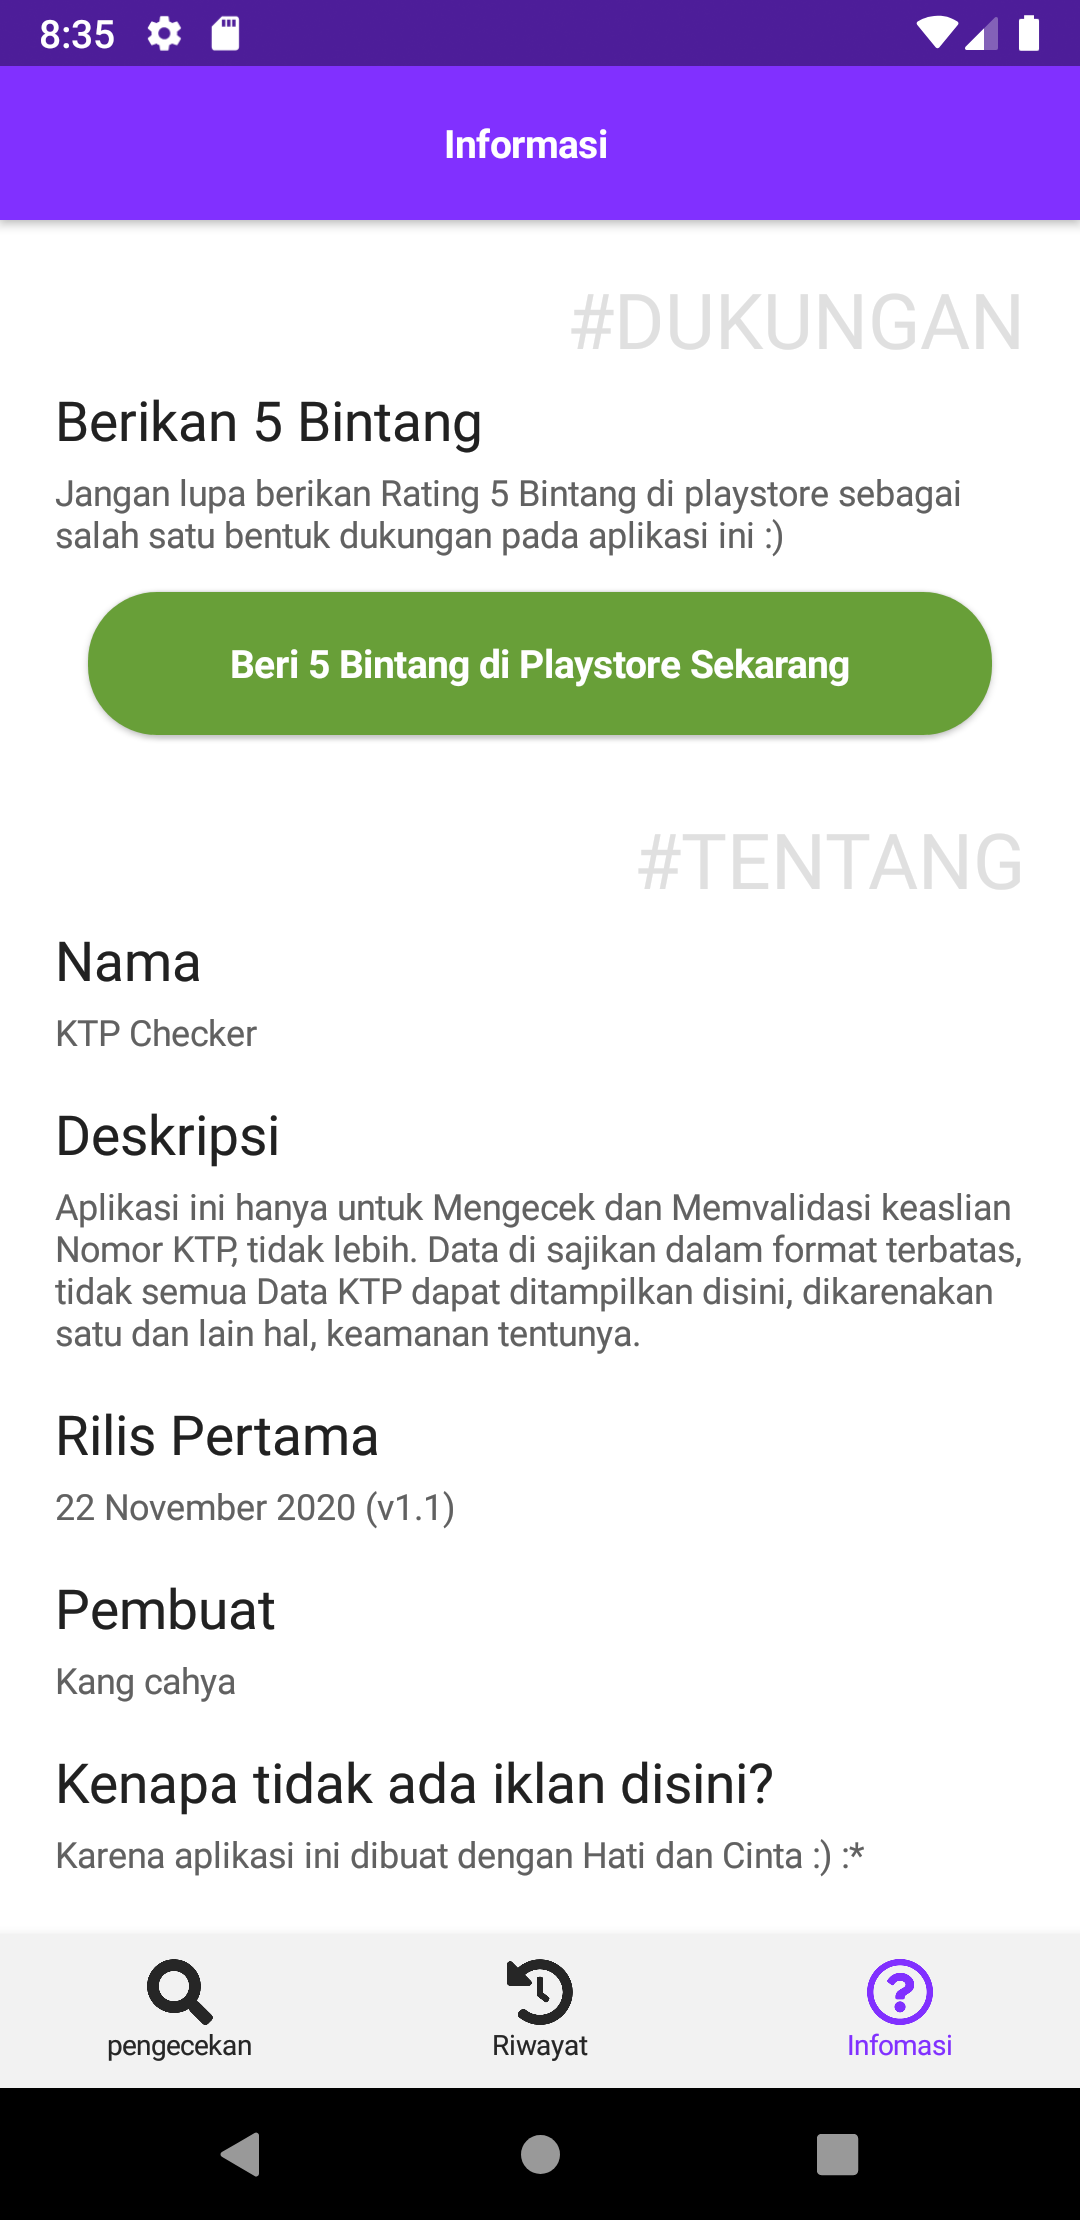 8:35
Informasi
#DUKUNGAN
Berikan 5 Bintang
Jangan lupa berikan Rating 5 Bintang di playstore sebagai
salah satu bentuk dukungan pada aplikasi ini :)
Beri 5 Bintang di Playstore Sekarang
#TENTANG
Nama
KTP Checker
Deskripsi
Aplikasi ini hanya untuk Mengecek dan Memvalidasi keaslian
Nomor KTP, tidak lebih. Data di sajikan dalam format terbatas,
tidak semua Data KTP dapat ditampilkan disini, dikarenakan
satu dan lain hal, keamanan tentunya.
Rilis Pertama
22 November 2020 (v1.1)
Pembuat
Kang cahya
Kenapa tidak ada iklan disini?
Karena aplikasi ini dibuat dengan Hati dan Cinta :) :*
pengecekan
Riwayat
Infomasi